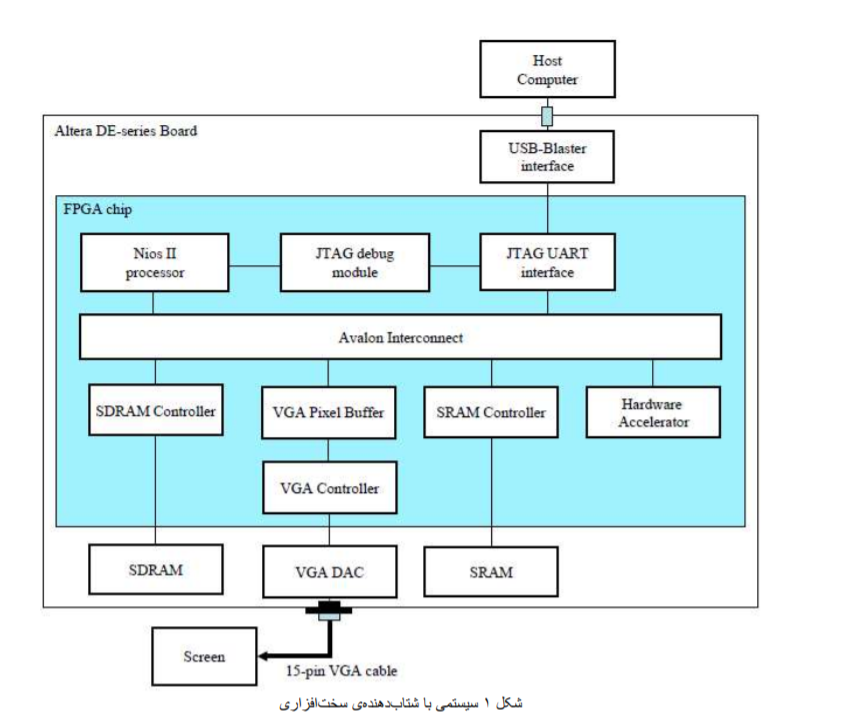 Host
Computer
Altera DE-series Board
USB-Blaster
interface
FPGA chip
Nios II
processor
JTAG debug
module
JTAG UART
interface
Avalon Interconnect
SDRAM Controller
VGA Pixel Buffer
SRAM Controller
Hardware
Accelerator
VGA Controller
SDRAM
VGA DAC
SRAM
Screen
15-pin VGA cable
شکل ۱ سیستمی با شتاب‌دهنده‌ی سخت‌افزاری